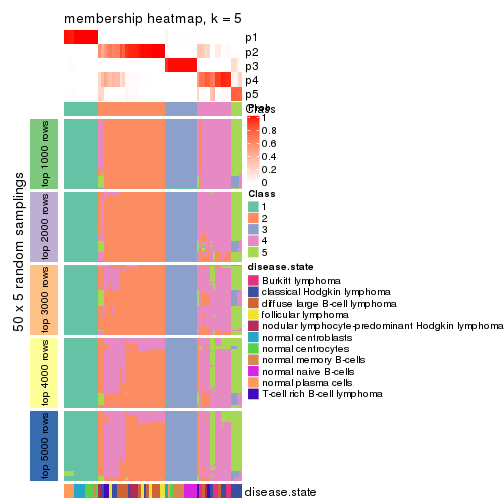 membership heatmap, k = 5
p1
p2
p3
p4
p5
Class
Prob
1
0.8
0.6
0.4
0.2
0
Class
1
2
3
4
5
disease.state
Burkitt lymphoma
classical Hodgkin lymphoma
diffuse large B-cell lymphoma
follicular lymphoma
nodular lymphocyte-predominant Hodgkin lymphoma
normal centroblasts
normal centrocytes
normal memory B-cells
normal naive B-cells
normal plasma cells
T-cell rich B-cell lymphoma
50 x 5 random samplings
top 1000 rows
top 2000 rows
top 3000 rows
top 4000 rows
top 5000 rows
disease.state